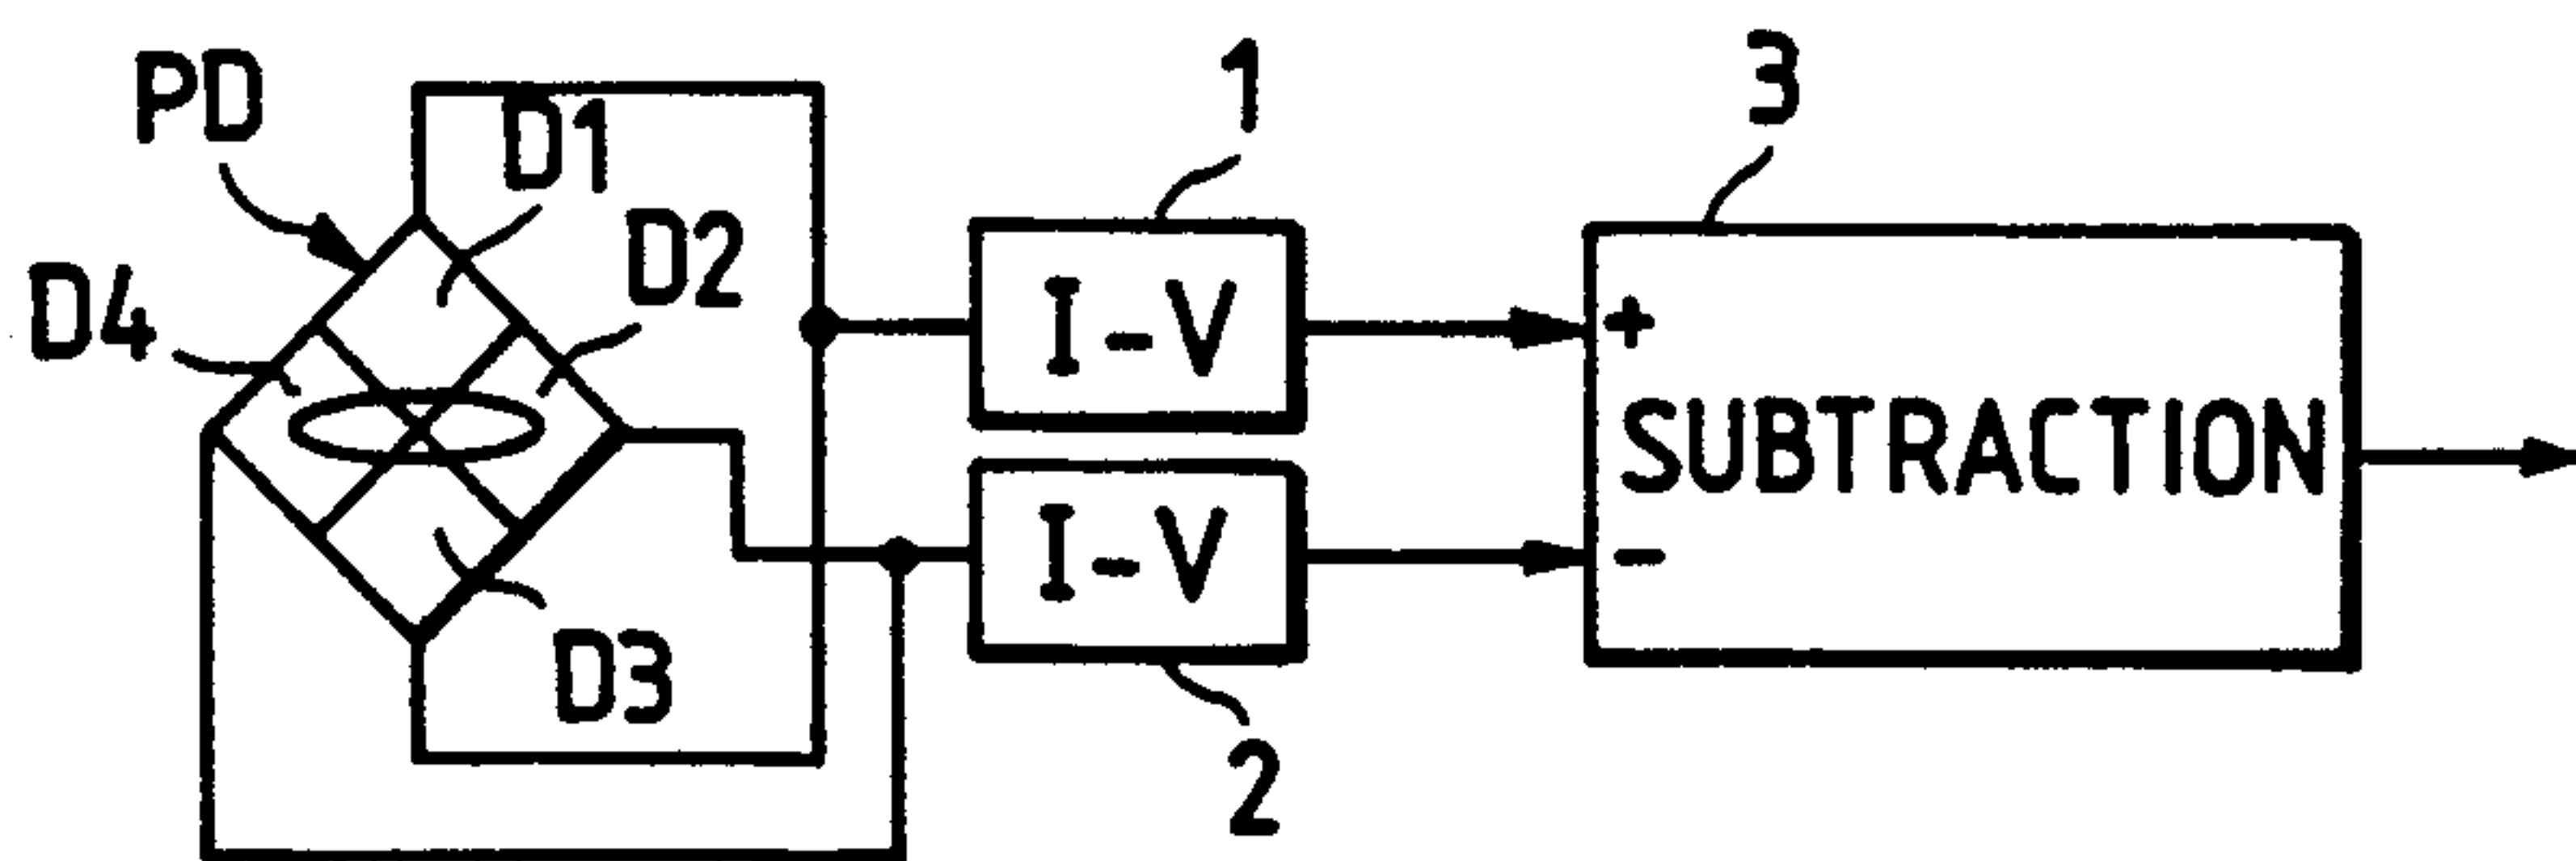 PD
D1
D2
D4
D3
1
I-V
2
I-V
3
+
SUBTRACTION
-